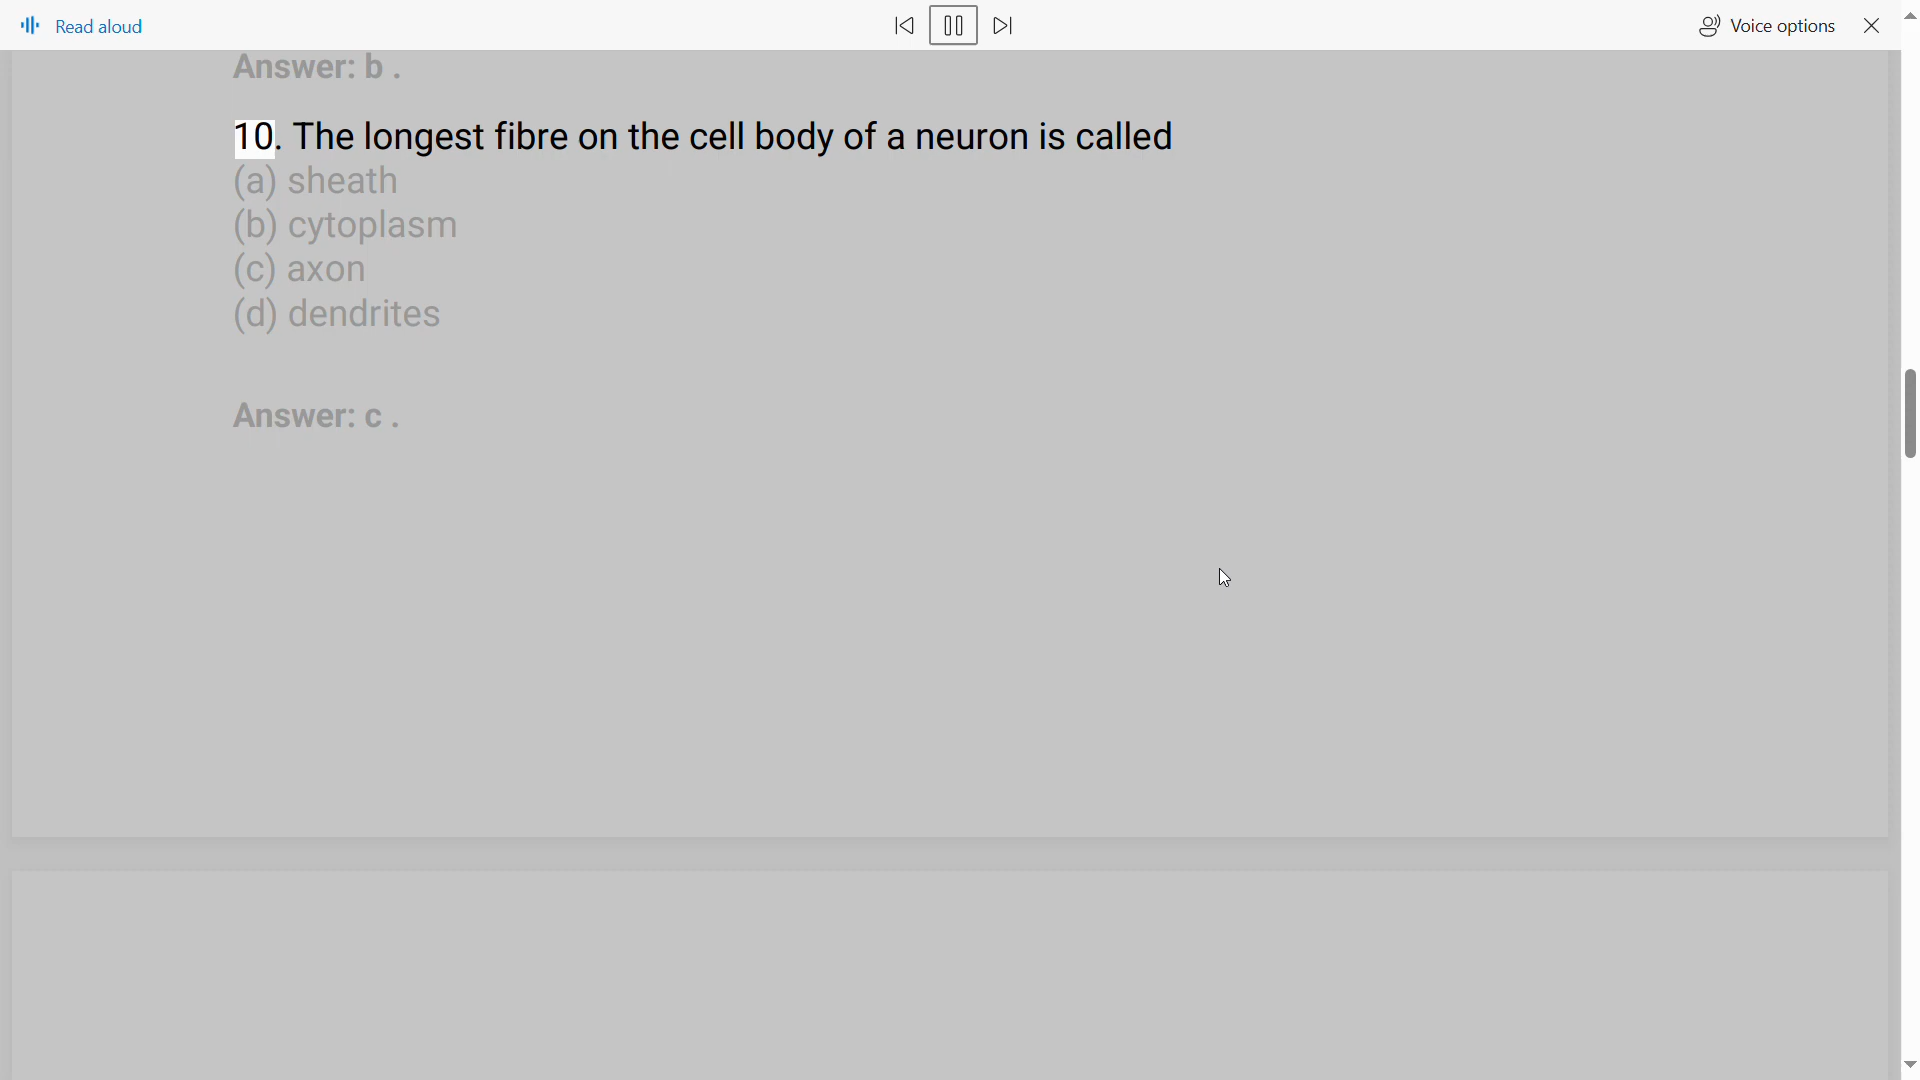 Read aloud
Voice options
Answer: b .
10. The longest fibre on the cell body of a neuron is called
(a) sheath
(b) cytoplasm
(c) axon
(d) dendrites
Answer: c .